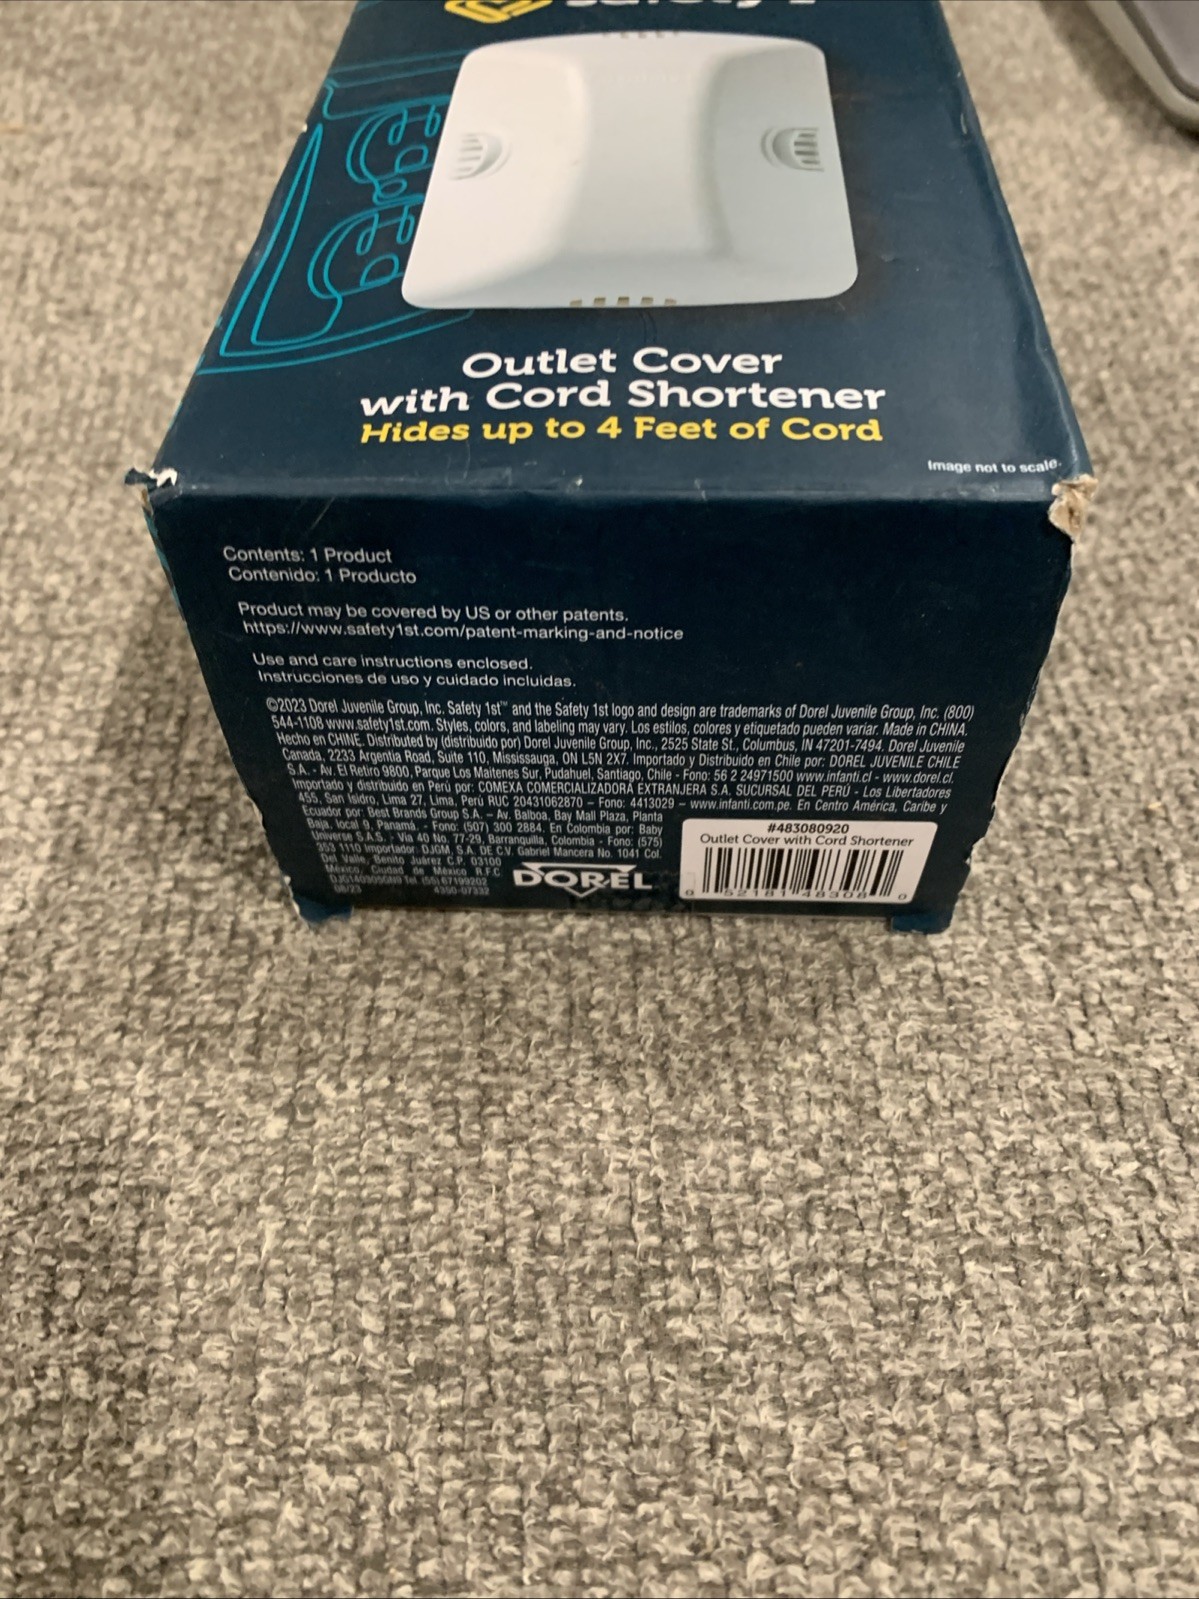 Outlet Cover
with Cord Shortener
Hides up to 4 Feet of Cord
Image not to scale.
Contents: 1 Product
Contenido: 1 Producto
Product may be covered by US or other patents.
https://www.safety1st.com/patent-marking-and-notice
Use and care instructions enclosed.
Instrucciones de uso y cuidado incluidas.
©2023 Dorel Juvenile Group, Inc. Safety 1st™ and the Safety 1st logo and design are trademarks of Dorel Juvenile Group, Inc. (800)
544-1108 www.safety1st.com. Styles, colors, and labeling may vary. Los estilos, colores y etiquetado pueden variar. Made in CHINA.
Hecho en CHINE. Distributed by (distribuido por) Dorel Juvenile Group, Inc., 2525 State St., Columbus, IN 47201-7494. Dorel Juvenile
Canada, 2233 Argentia Road, Suite 110, Mississauga, ON L5N 2X7. Importado y Distribuido en Chile por: DOREL JUVENILE CHILE
S.A. - Av. El Retiro 9800, Parque Los Maitenes Sur, Pudahuel, Santiago, Chile - Fono: 56 2 24971500 www.infanti.cl - www.dorel.cl.
Importado y distribuido en Perú por: COMEXA COMERCIALIZADORA EXTRANJERA S.A. SUCURSAL DEL PERÚ - Los Libertadores
455, San Isidro, Lima 27, Lima, Perú RUC 20431062870 – Fono: 4413029 – www.infanti.com.pe. En Centro América, Caribe y
Ecuador por: Best Brands Group S.A. – Av. Balboa, Bay Mall Plaza, Planta
Baja, local 9, Panamá. - Fono: (507) 300 2884. En Colombia por: Baby
Universe S.A.S. - Via 40 No. 77-29, Barranquilla, Colombia - Fono: (575)
353 1110 Importador: DJGM, S.A. DE C.V. Gabriel Mancera No. 1041 Col.
Del Valle, Benito Juárez C.P. 03100
México, Ciudad de México R.F.C
Tel. (55) 67199202
08/23 4350-07332
DOREL
#483080920
Outlet Cover with Cord Shortener
0 52181 48308 0